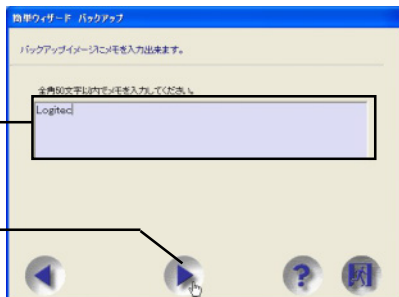 簡単ウィザード バックアップ
バックアップイメージにメモを入力出来ます。
全角50文字以内でメモを入力してください。
Logitec
?